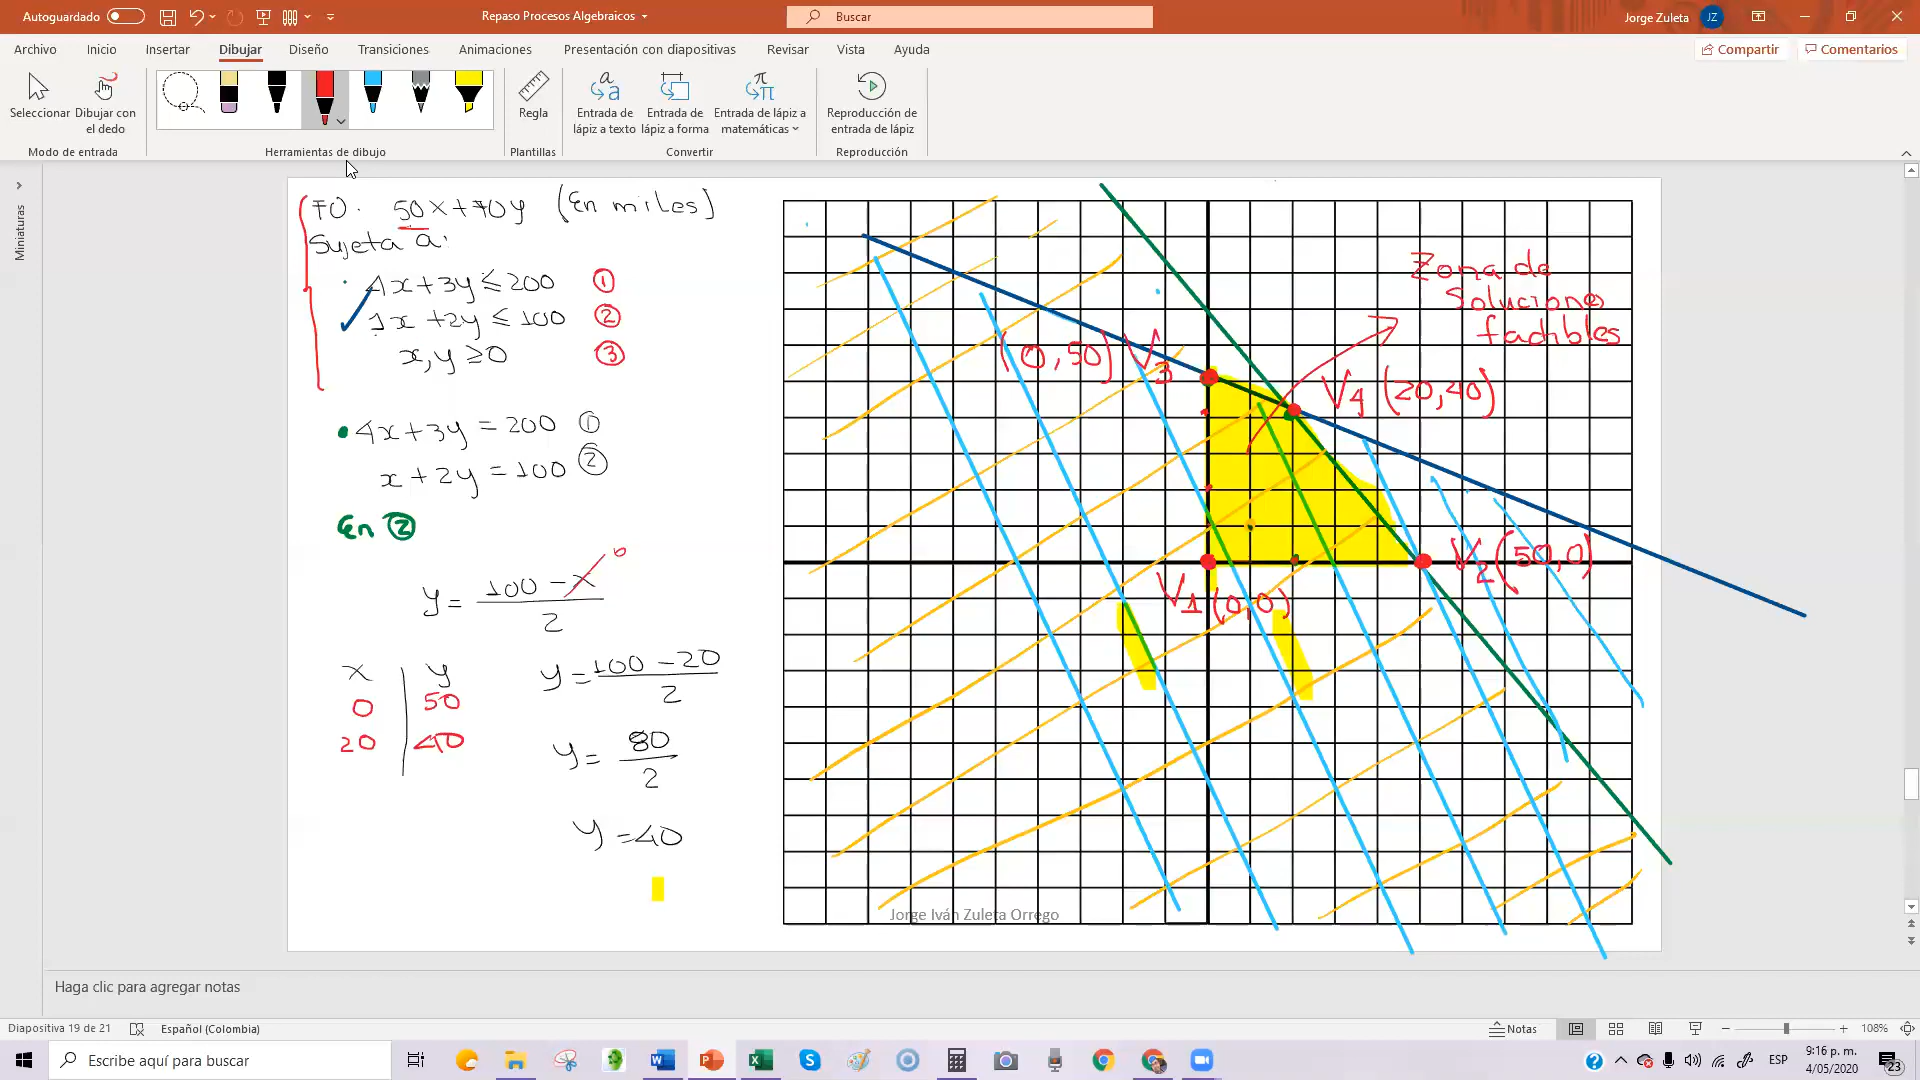 Autoguardado
Repaso Procesos Algebraicos
Buscar
Jorge Zuleta
JZ
Archivo Inicio Insertar Dibujar Diseño Transiciones Animaciones Presentación con diapositivas Revisar Vista Ayuda
Compartir
Comentarios
Seleccionar
Dibujar con el dedo
Regla
Entrada de lápiz a texto
Entrada de lápiz a forma
Entrada de lápiz a matemáticas
Reproducción de entrada de lápiz
Modo de entrada
Herramientas de dibujo
Plantillas
Convertir
Reproducción
Miniaturas
FO. 50x+70y (En miles)
Sujeta a:
4x+3y ≤ 200 ①
1x +2y ≤ 100 ②
x,y ≥ 0 ③
4x+3y = 200 ①
x+2y = 100 ②
En ②
y = (100 - x)/2
0
x | y
0 | 50
20 | 40
y = (100 - 20)/2
y = 80/2
y = 40
Zona de
Soluciones
factibles
(0,50) V3
V4 (20,40)
V2 (50,0)
V1 (0,0)
Jorge Iván Zuleta Orrego
Haga clic para agregar notas
Diapositiva 19 de 21
Español (Colombia)
Notas
108%
Escribe aquí para buscar
ESP
9:16 p. m.
4/05/2020
23